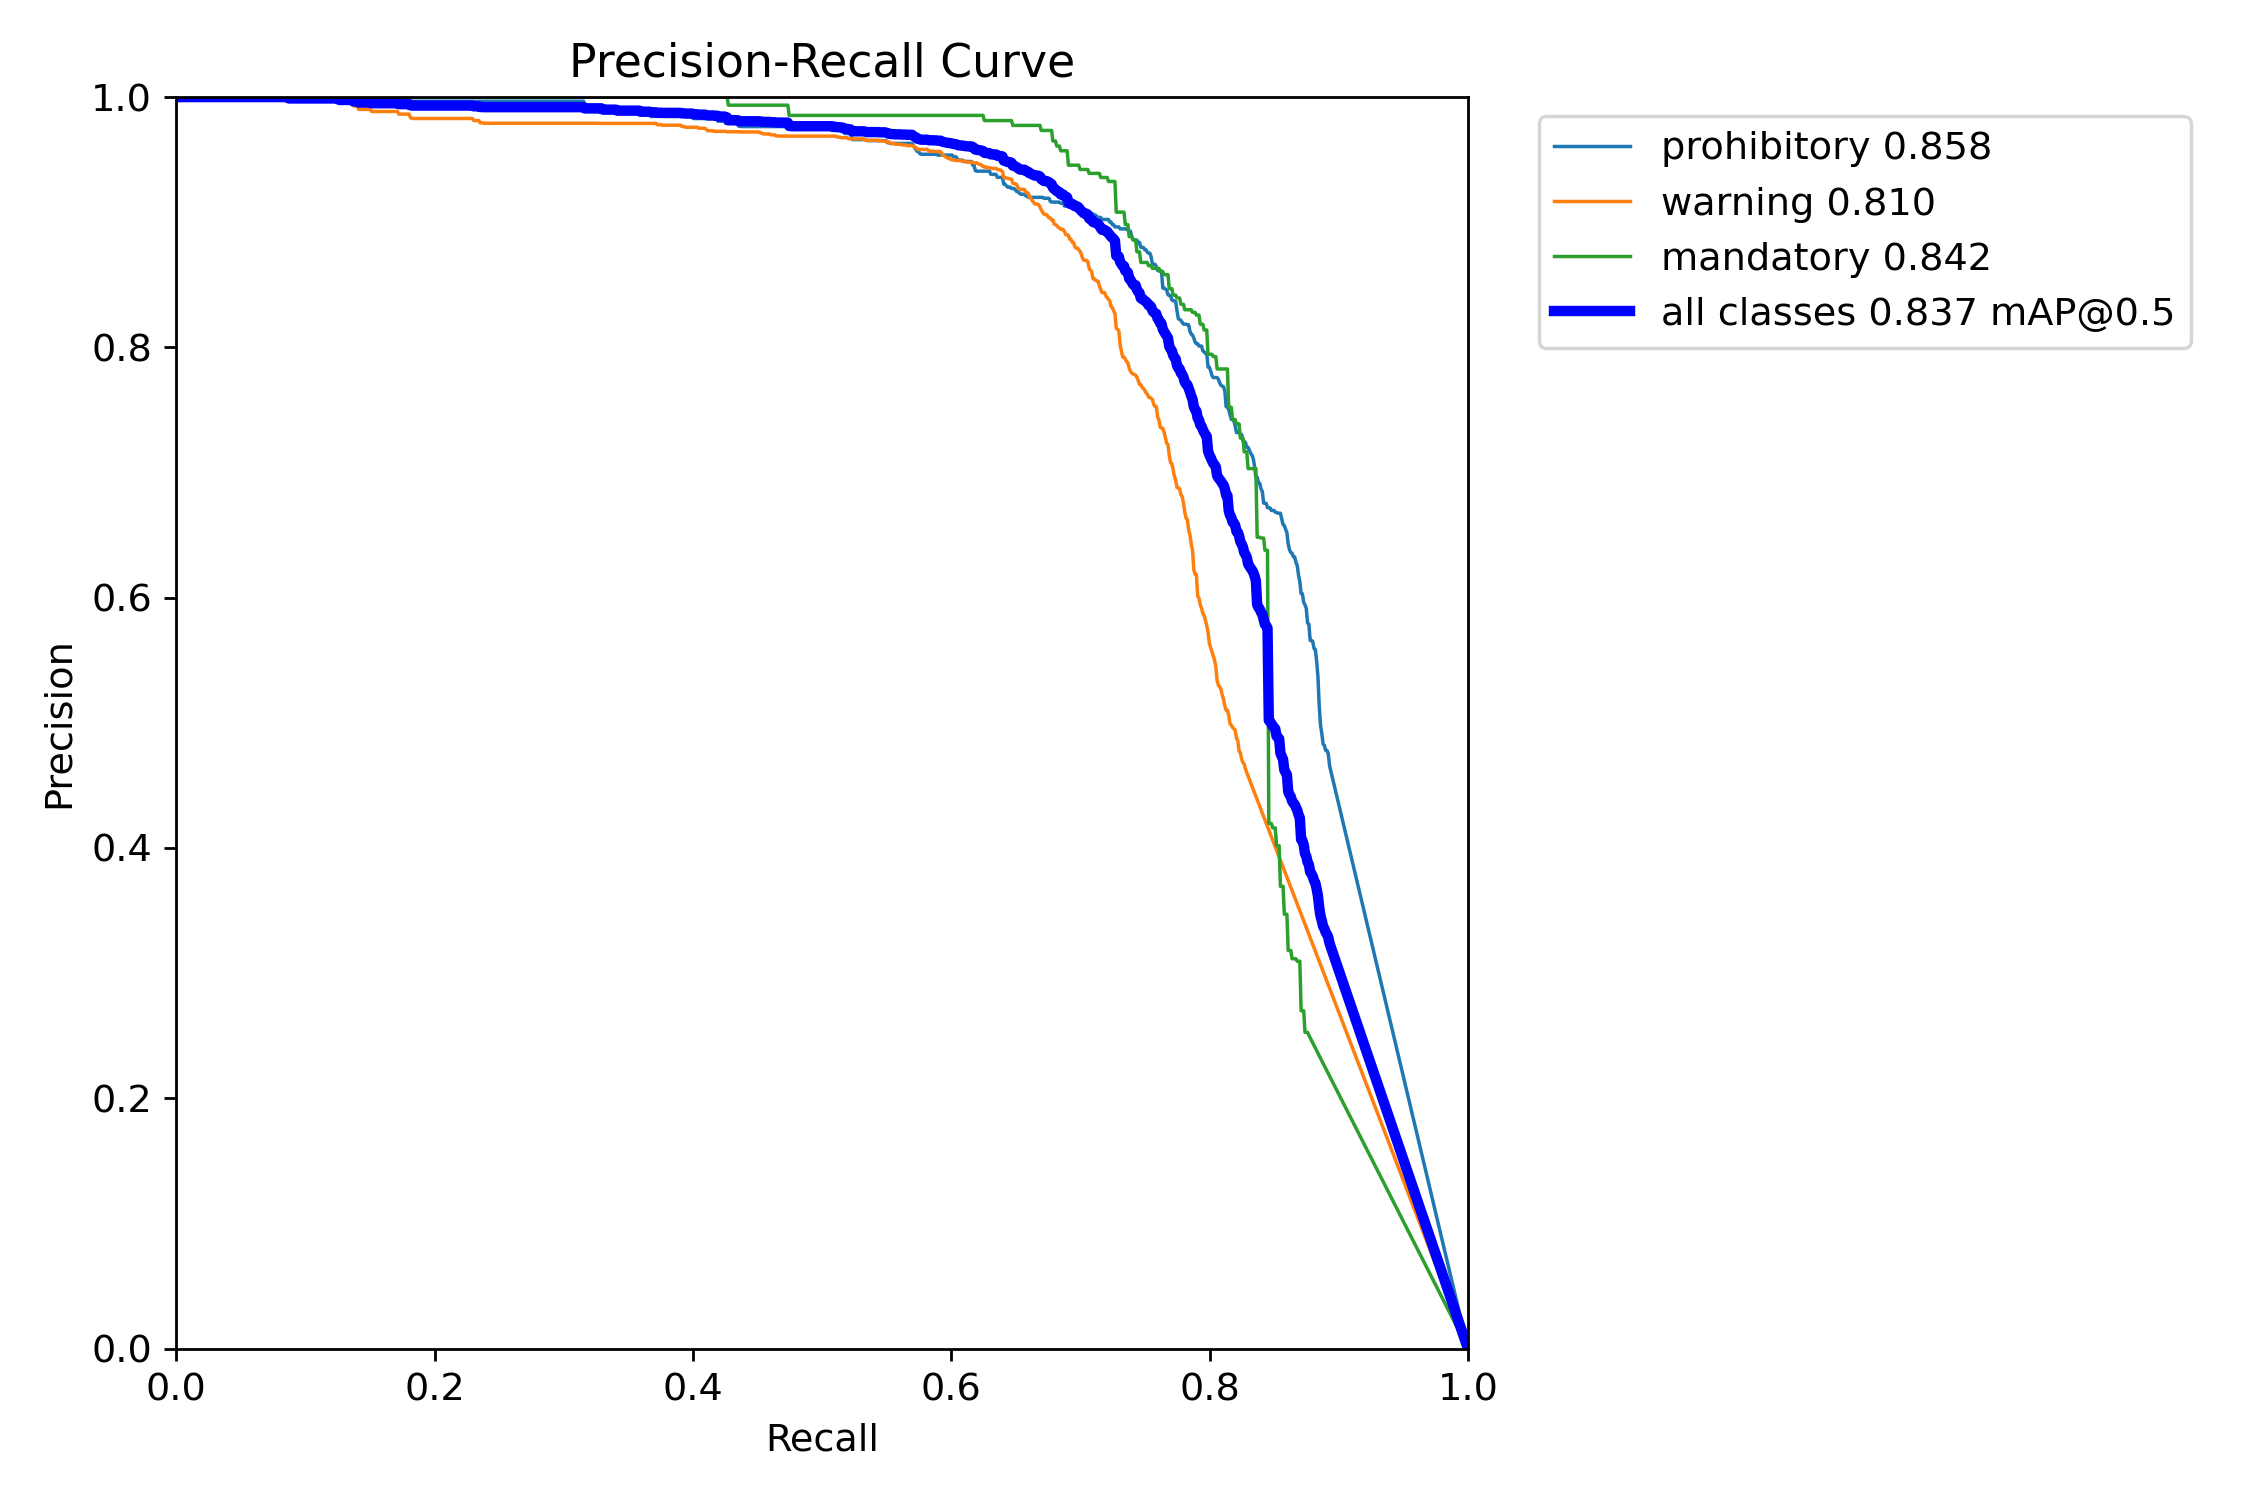 Precision-Recall Curve
1.0
0.8
0.6
0.4
0.2
0.0
Precision
0.0 0.2 0.4 0.6 0.8 1.0
Recall
prohibitory 0.858
warning 0.810
mandatory 0.842
all classes 0.837 mAP@0.5